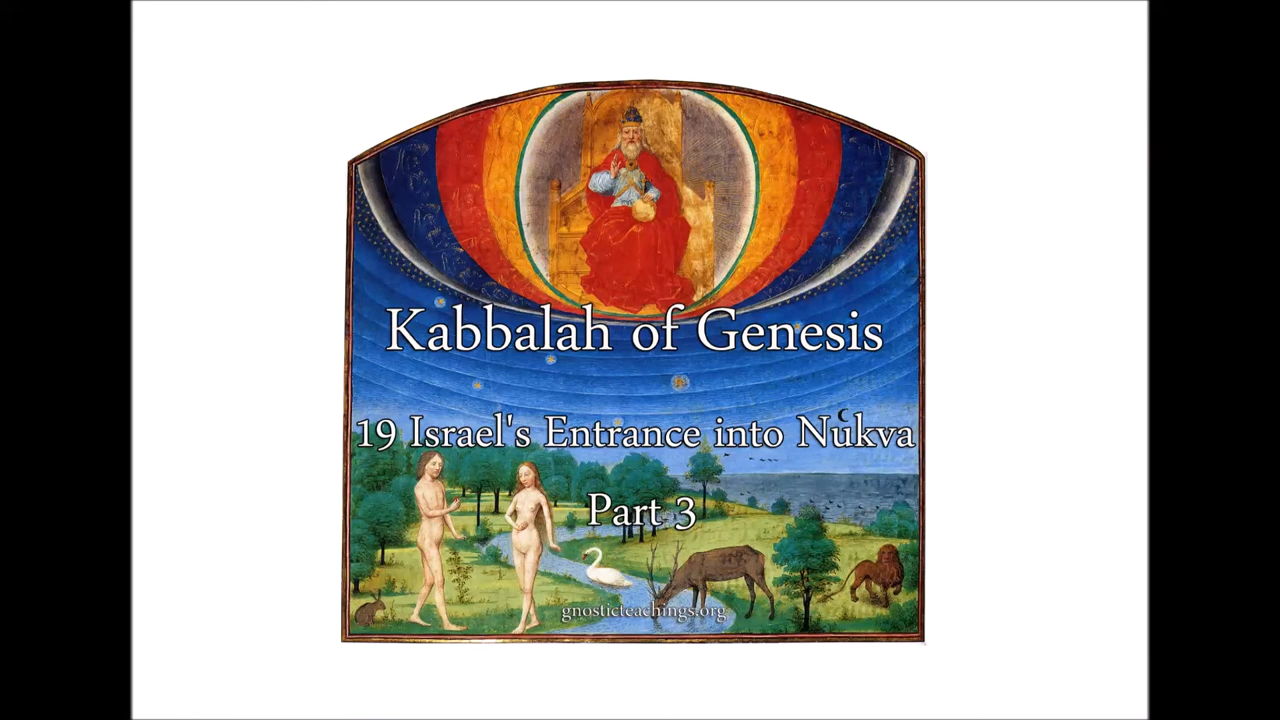 Kabbalah of Genesis
19 Israel's Entrance into Nukva
Part 3
gnosticteachings.org